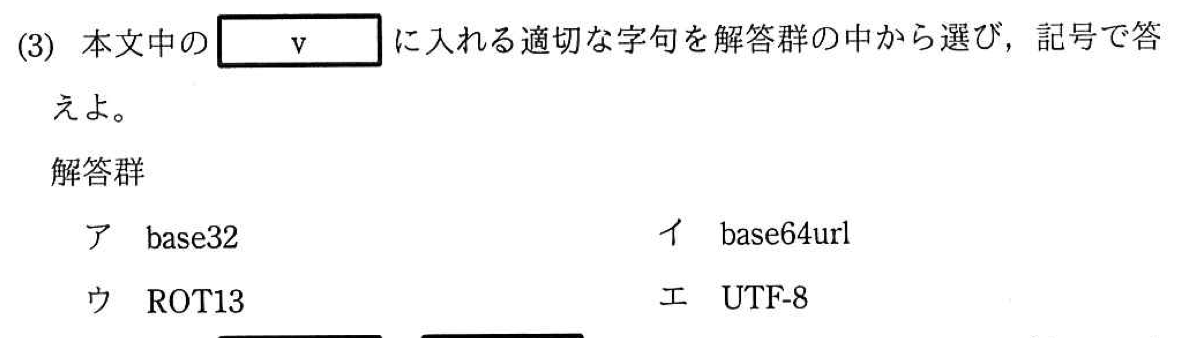 (3) 本文中の v に入れる適切な字句を解答群の中から選び，記号で答
えよ。
解答群
ア base32 イ base64url
ウ ROT13 エ UTF-8